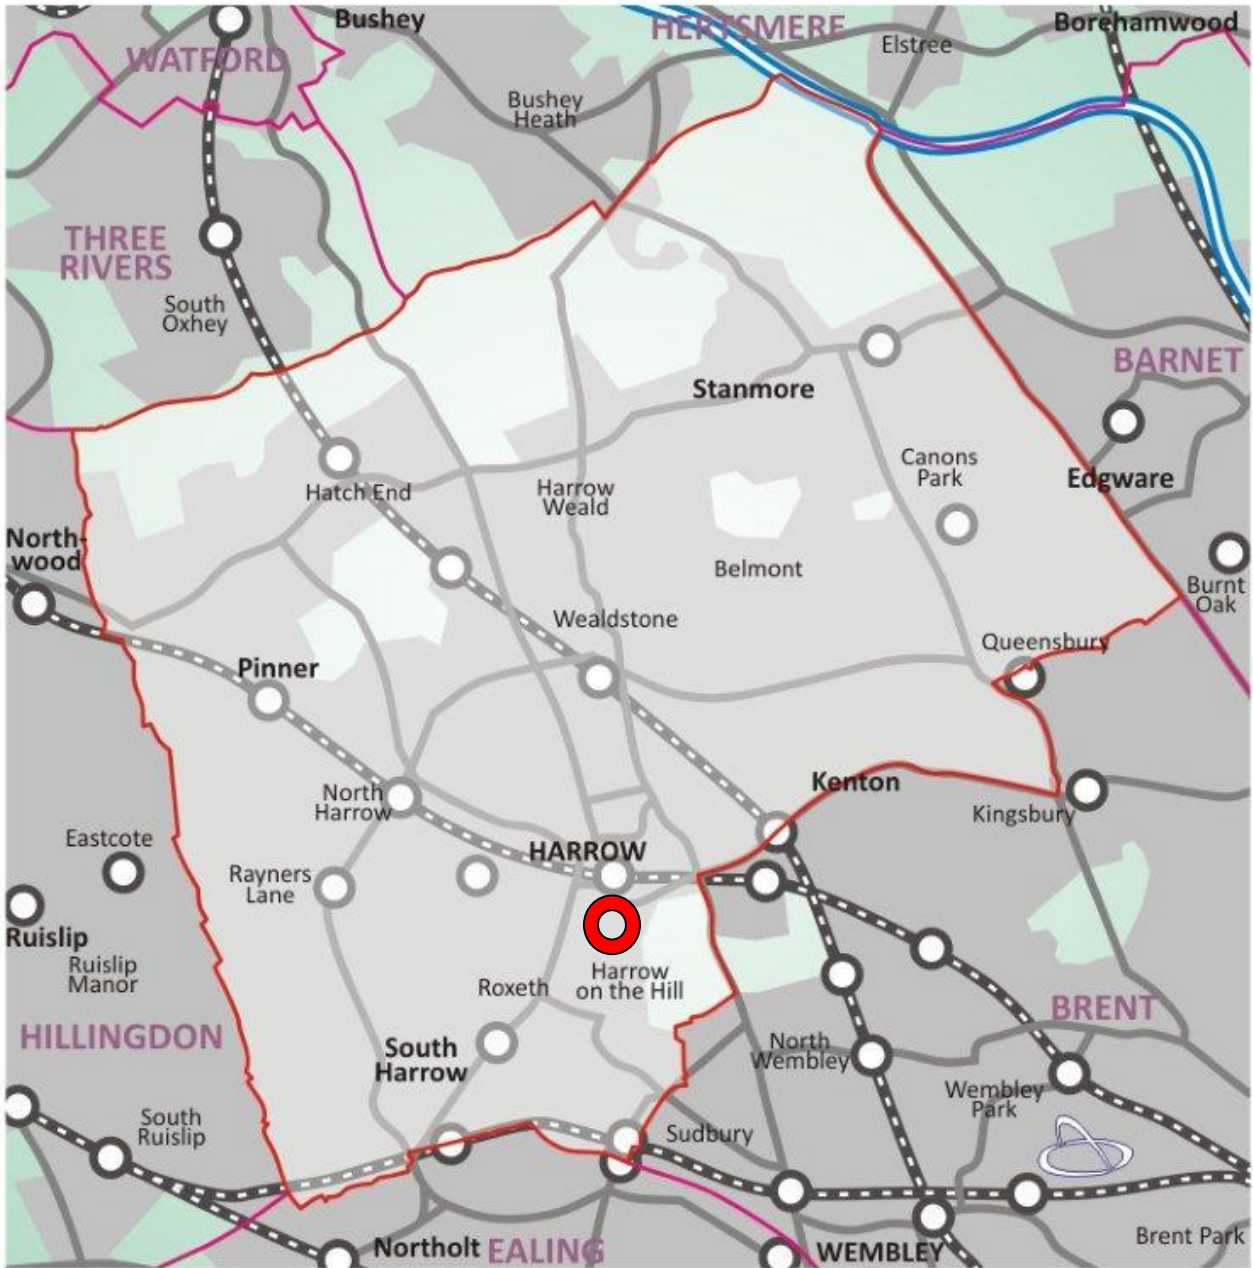 Bushey
HERTSMERE
Borehamwood
WATFORD
Elstree
Bushey
Heath
THREE
RIVERS
South
Oxhey
BARNET
Stanmore
Canons
Park
Edgware
Hatch End
Harrow
Weald
North-
wood
Belmont
Burnt
Oak
Wealdstone
Queensbury
Pinner
Kenton
North
Harrow
Kingsbury
Eastcote
HARROW
Rayners
Lane
Ruislip
Ruislip
Manor
Harrow
on the Hill
Roxeth
BRENT
HILLINGDON
South
Harrow
North
Wembley
Wembley
Park
South
Ruislip
Sudbury
Northolt
EALING
WEMBLEY
Brent Park